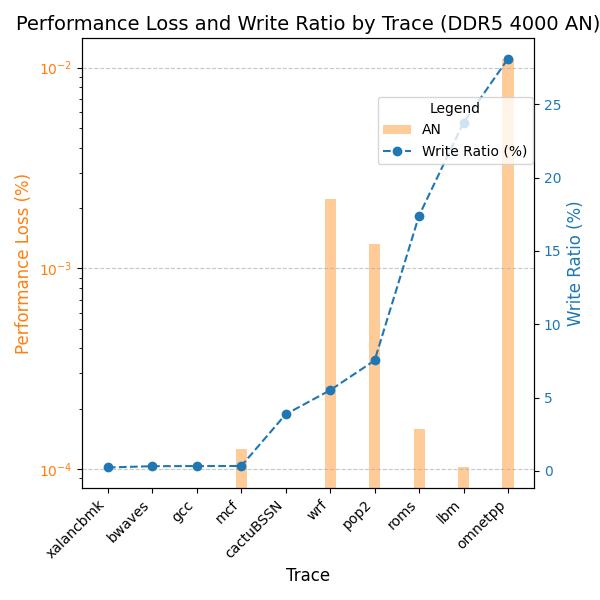 Performance Loss and Write Ratio by Trace (DDR5 4000 AN)
Performance Loss (%)
10⁻²
10⁻³
10⁻⁴
Legend
AN
Write Ratio (%)
25
20
15
10
5
0
Write Ratio (%)
xalancbmk
bwaves
gcc
mcf
cactuBSSN
wrf
pop2
roms
lbm
omnetpp
Trace